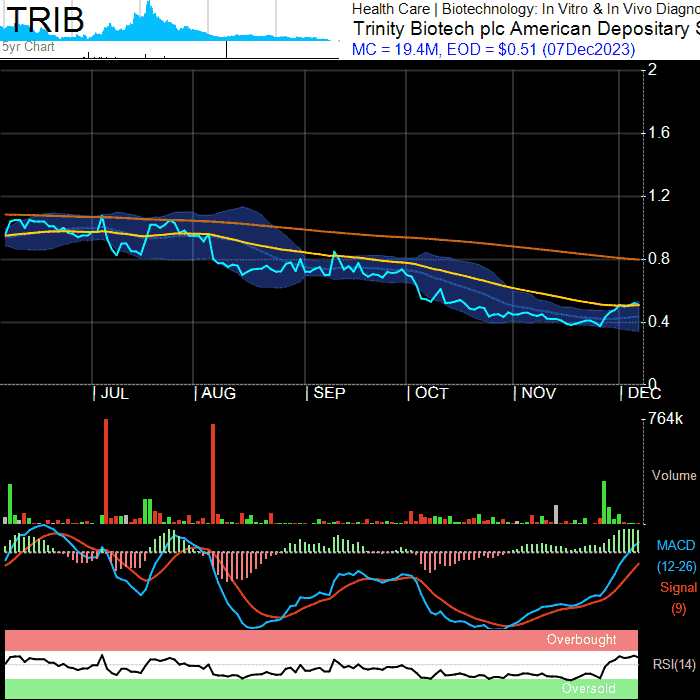 TRIB
5yr Chart
Health Care | Biotechnology: In Vitro & In Vivo Diagno
Trinity Biotech plc American Depositary S
MC = 19.4M, EOD = $0.51 (07Dec2023)
2
1.6
1.2
0.8
0.4
0
JUL AUG SEP OCT NOV DEC
764k
Volume
MACD
(12-26)
Signal
(9)
Overbought
RSI(14)
Oversold